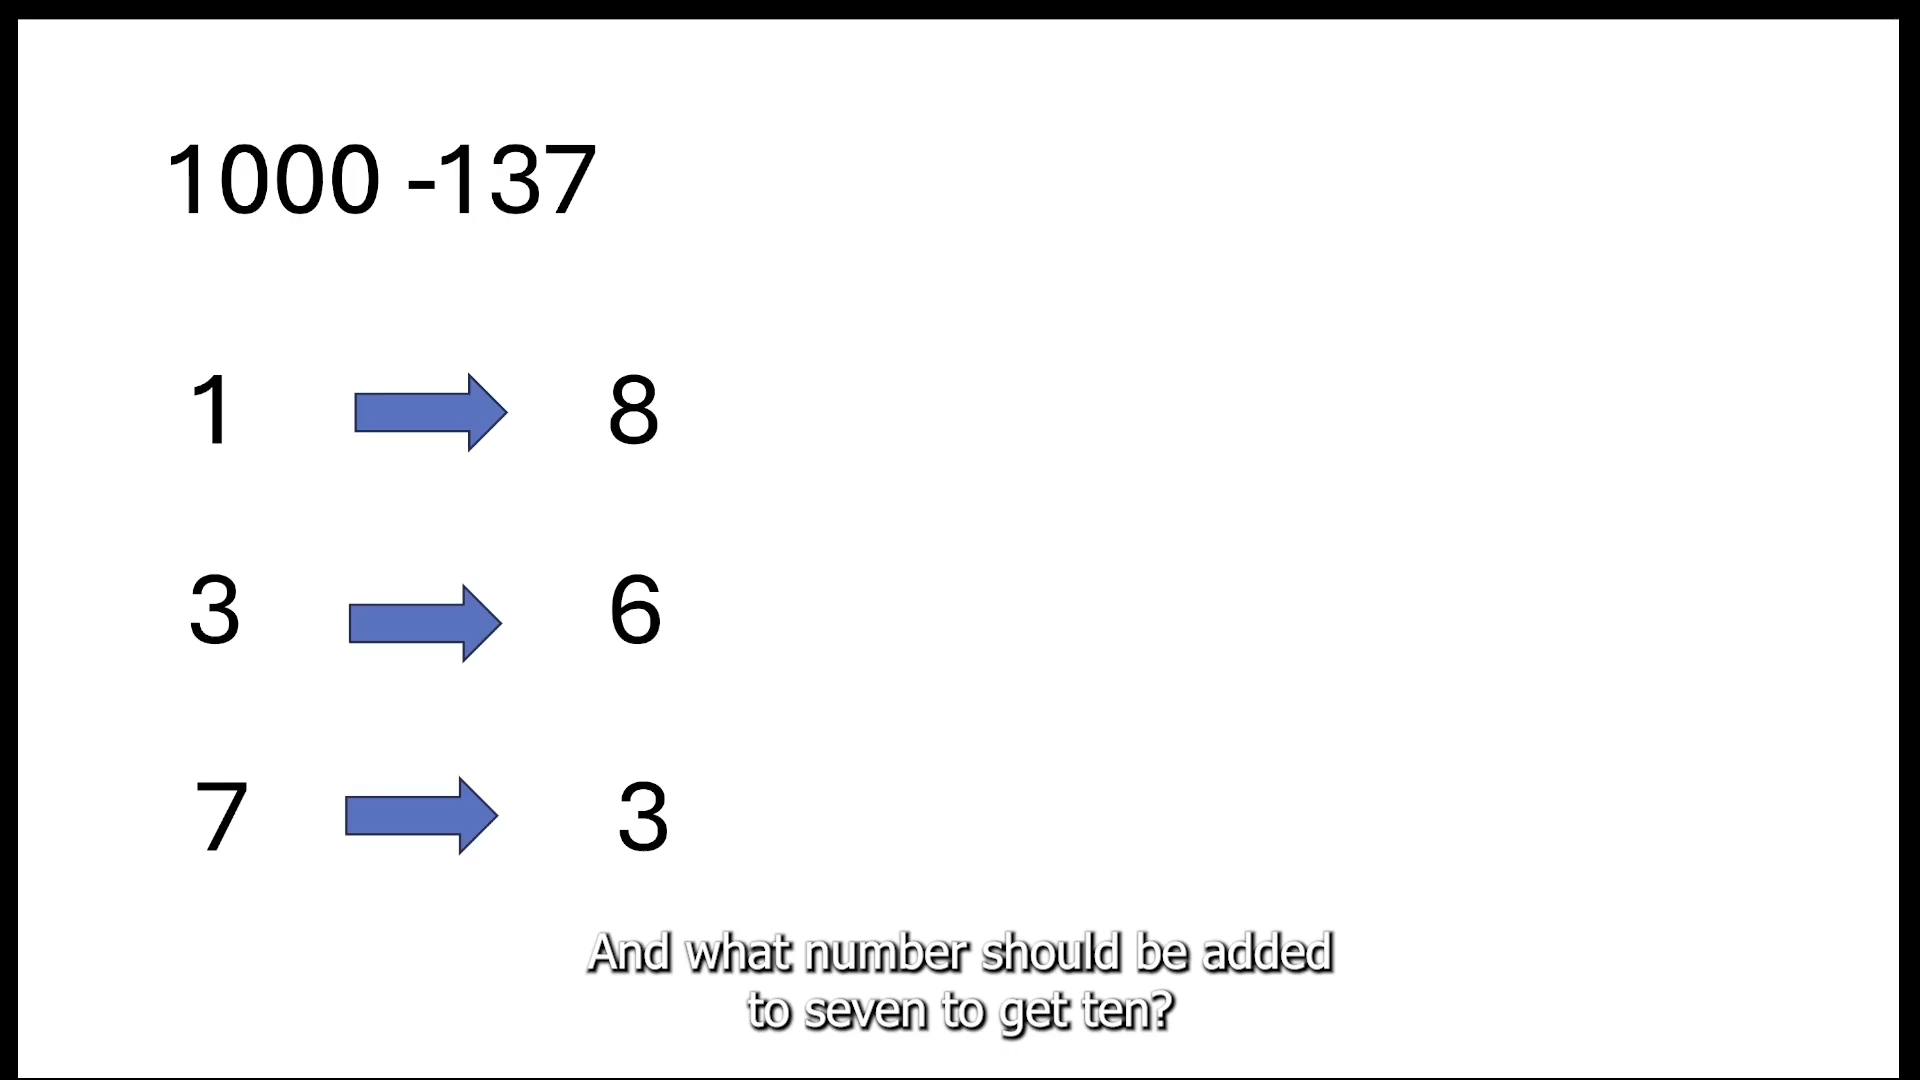 1000 -137
1 8
3 6
7 3
And what number should be added
to seven to get ten?